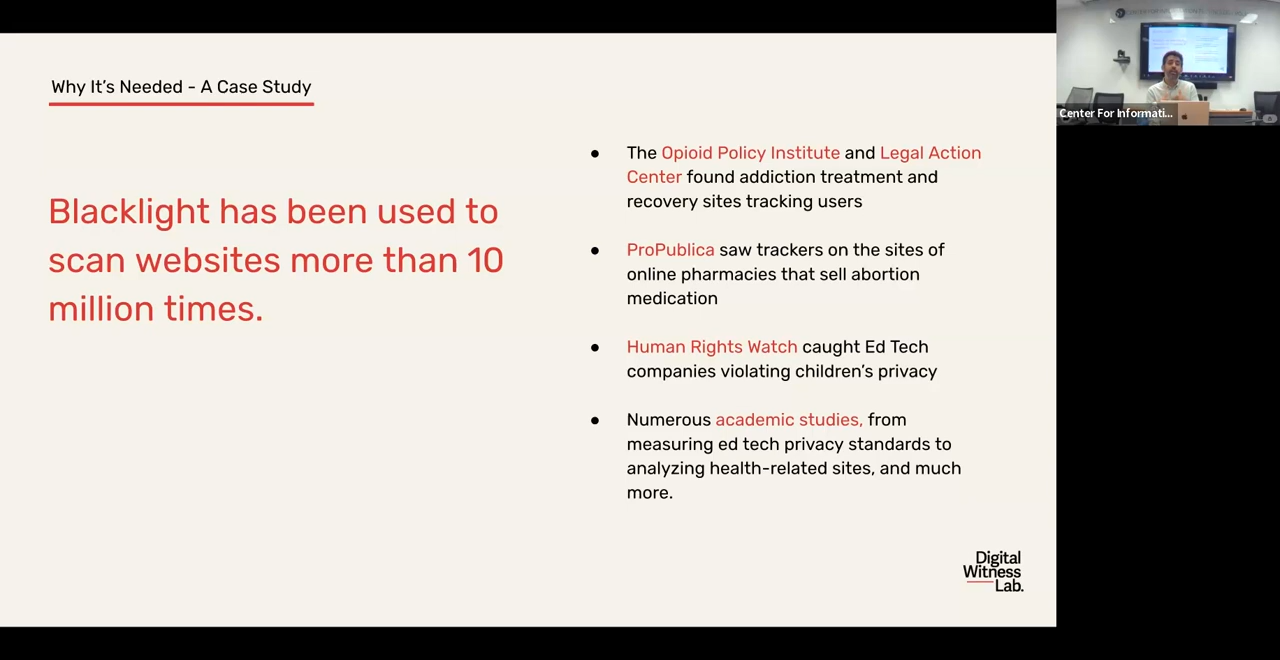 Why It's Needed - A Case Study
Blacklight has been used to
scan websites more than 10
million times.
● The Opioid Policy Institute and Legal Action
Center found addiction treatment and
recovery sites tracking users
● ProPublica saw trackers on the sites of
online pharmacies that sell abortion
medication
● Human Rights Watch caught Ed Tech
companies violating children's privacy
● Numerous academic studies, from
measuring ed tech privacy standards to
analyzing health-related sites, and much
more.
Digital
Witness
Lab.
Center For Informati...